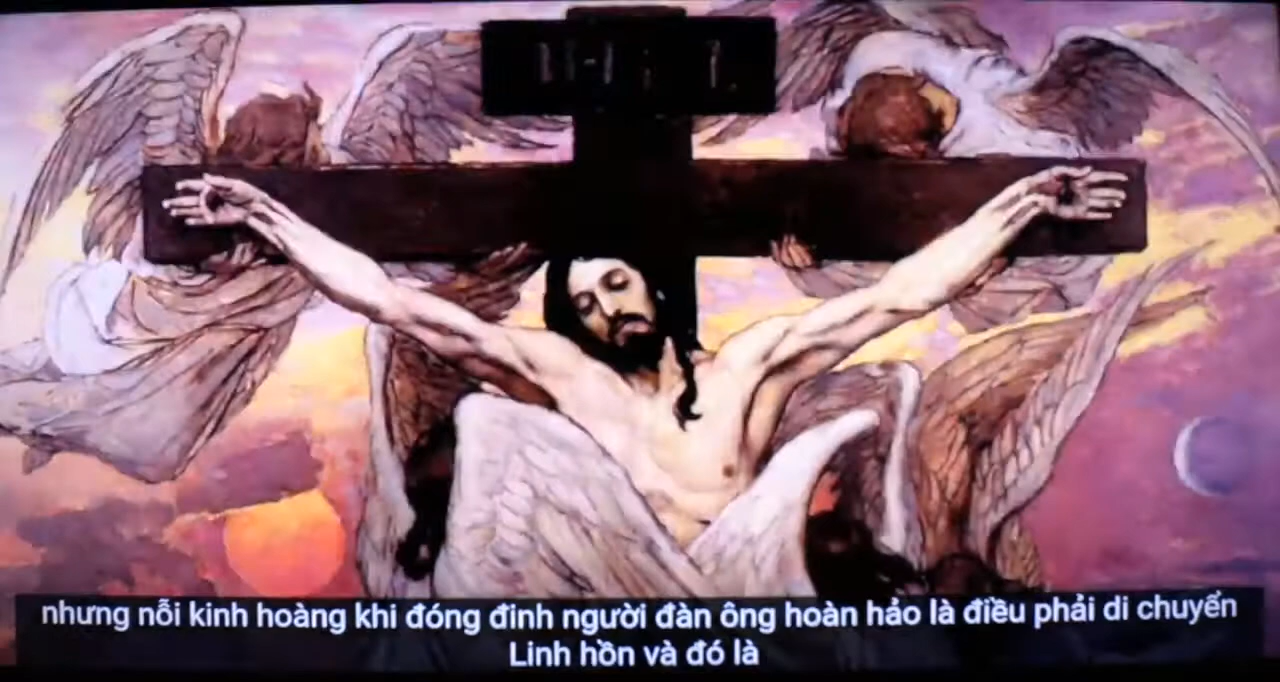 nhưng nỗi kinh hoàng khi đóng đinh người đàn ông hoàn hảo là điều phải di chuyển
Linh hồn và đó là